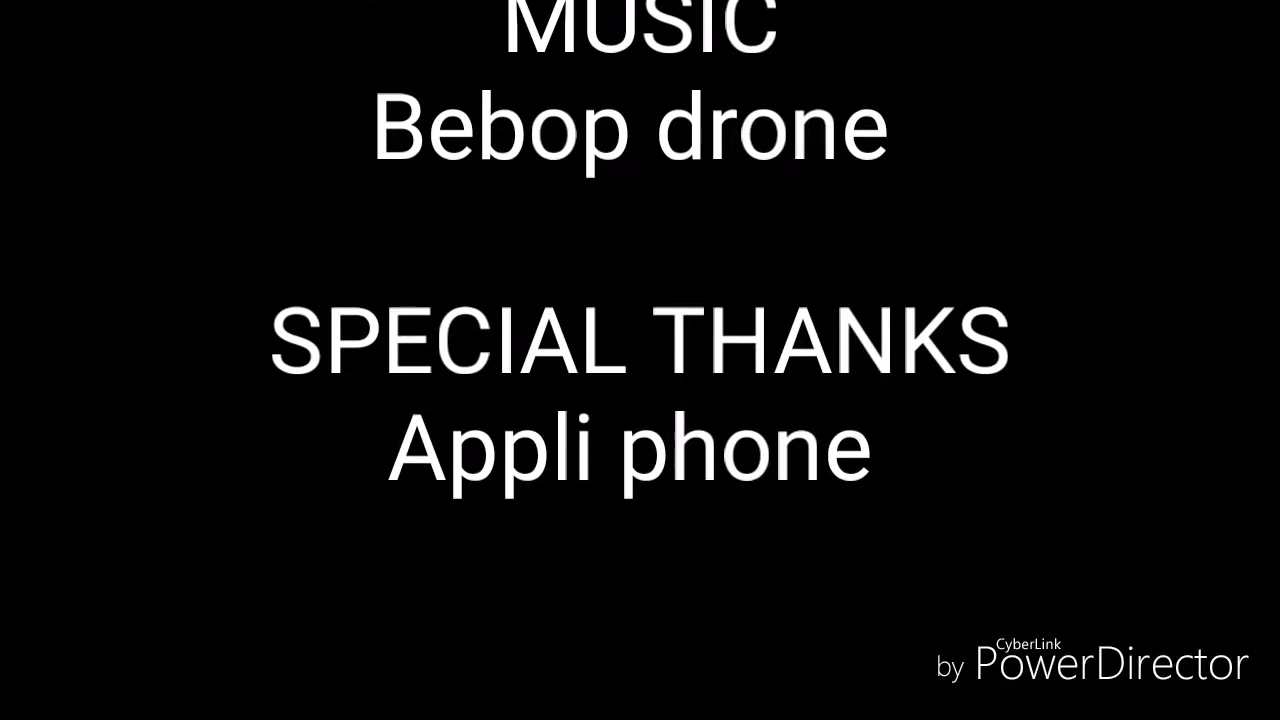 MUSIC
Bebop drone
SPECIAL THANKS
Appli phone
CyberLink
by PowerDirector